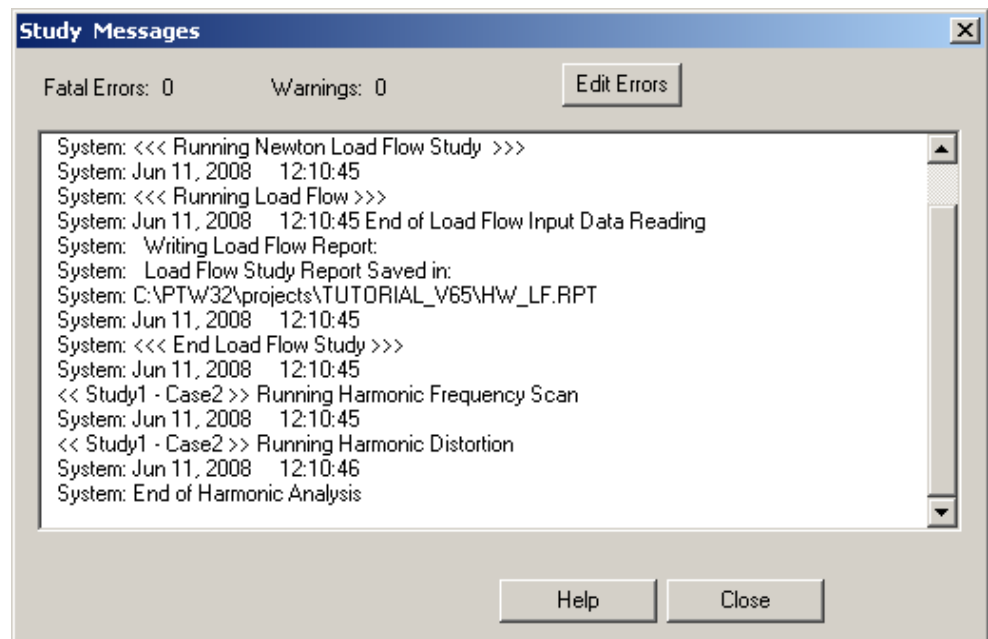 Study Messages
Fatal Errors: 0 Warnings: 0 Edit Errors
System: <<< Running Newton Load Flow Study >>>
System: Jun 11, 2008 12:10:45
System: <<< Running Load Flow >>>
System: Jun 11, 2008 12:10:45 End of Load Flow Input Data Reading
System: Writing Load Flow Report:
System: Load Flow Study Report Saved in:
System: C:\PTW32\projects\TUTORIAL_V65\HW_LF.RPT
System: Jun 11, 2008 12:10:45
System: <<< End Load Flow Study >>>
System: Jun 11, 2008 12:10:45
<< Study1 - Case2 >> Running Harmonic Frequency Scan
System: Jun 11, 2008 12:10:45
<< Study1 - Case2 >> Running Harmonic Distortion
System: Jun 11, 2008 12:10:46
System: End of Harmonic Analysis
Help Close